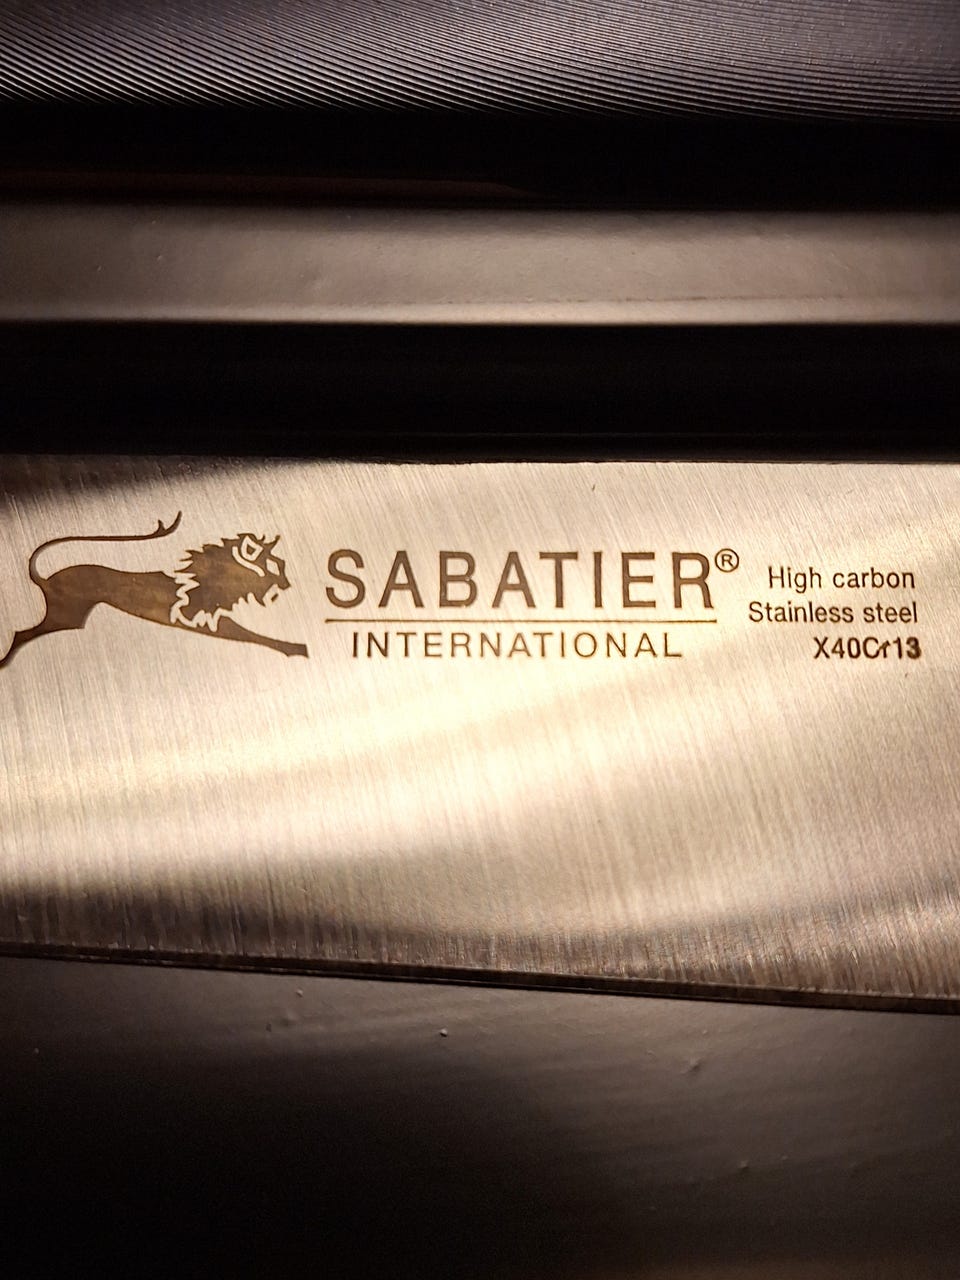 SABATIER®
INTERNATIONAL
High carbon
Stainless steel
X40Cr13